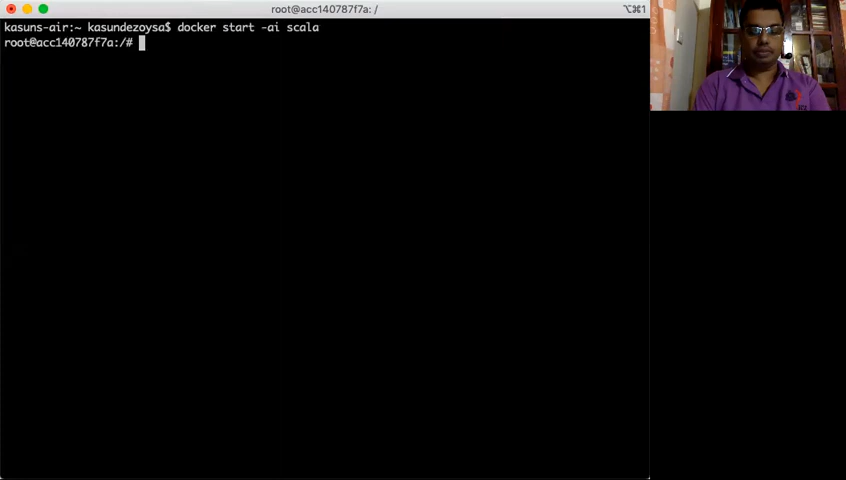 root@acc140787f7a: /
⌥⌘1
kasuns-air:~ kasundezoysa$ docker start -ai scala
root@acc140787f7a:/#